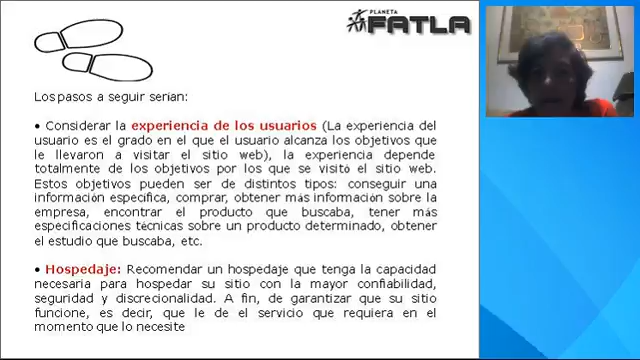 PLANETA
FATLA
Los pasos a seguir serían:
• Considerar la experiencia de los usuarios (La experiencia del
usuario es el grado en el que el usuario alcanza los objetivos que
le llevaron a visitar el sitio web), la experiencia depende
totalmente de los objetivos por los que se visitó el sitio web.
Estos objetivos pueden ser de distintos tipos: conseguir una
información específica, comprar, obtener más información sobre la
empresa, encontrar el producto que buscaba, tener más
especificaciones técnicas sobre un producto determinado, obtener
el estudio que buscaba, etc.
• Hospedaje: Recomendar un hospedaje que tenga la capacidad
necesaria para hospedar su sitio con la mayor confiabilidad,
seguridad y discrecionalidad. A fin, de garantizar que su sitio
funcione, es decir, que le de el servicio que requiera en el
momento que lo necesite